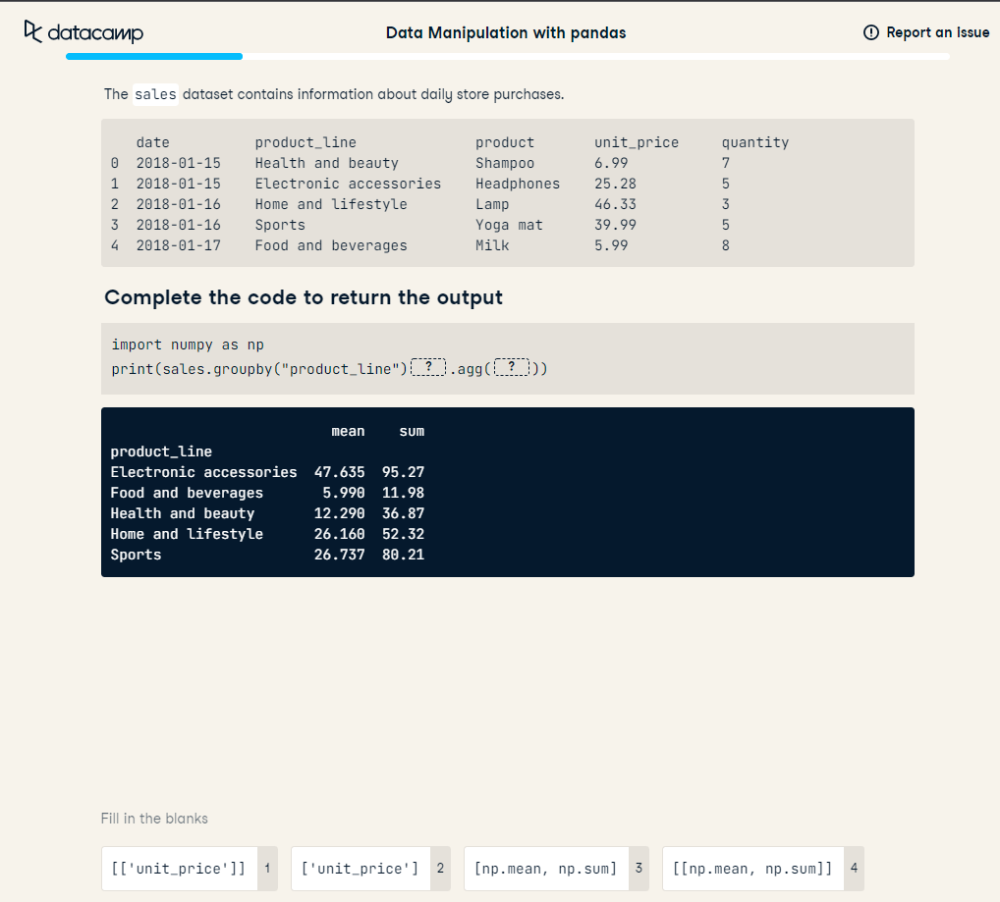 datacamp
Data Manipulation with pandas
Report an issue
The sales dataset contains information about daily store purchases.
date product_line product unit_price quantity
0 2018-01-15 Health and beauty Shampoo 6.99 7
1 2018-01-15 Electronic accessories Headphones 25.28 5
2 2018-01-16 Home and lifestyle Lamp 46.33 3
3 2018-01-16 Sports Yoga mat 39.99 5
4 2018-01-17 Food and beverages Milk 5.99 8
Complete the code to return the output
import numpy as np
print(sales.groupby("product_line") ? .agg( ? ))
mean sum
product_line
Electronic accessories 47.635 95.27
Food and beverages 5.990 11.98
Health and beauty 12.290 36.87
Home and lifestyle 26.160 52.32
Sports 26.737 80.21
Fill in the blanks
[['unit_price']] 1 ['unit_price'] 2 [np.mean, np.sum] 3 [[np.mean, np.sum]] 4